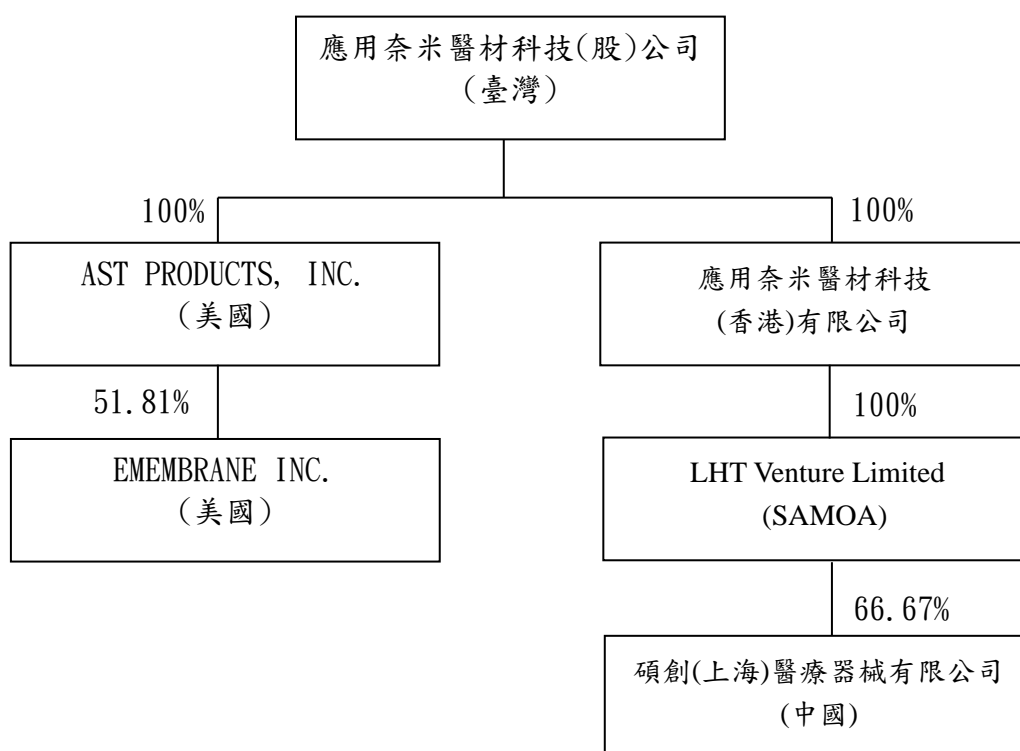 應用奈米醫材科技(股)公司
(臺灣)
100%
100%
AST PRODUCTS, INC.
(美國)
應用奈米醫材科技
(香港)有限公司
51.81%
100%
EMEMBRANE INC.
(美國)
LHT Venture Limited
(SAMOA)
66.67%
碩創(上海)醫療器械有限公司
(中國)